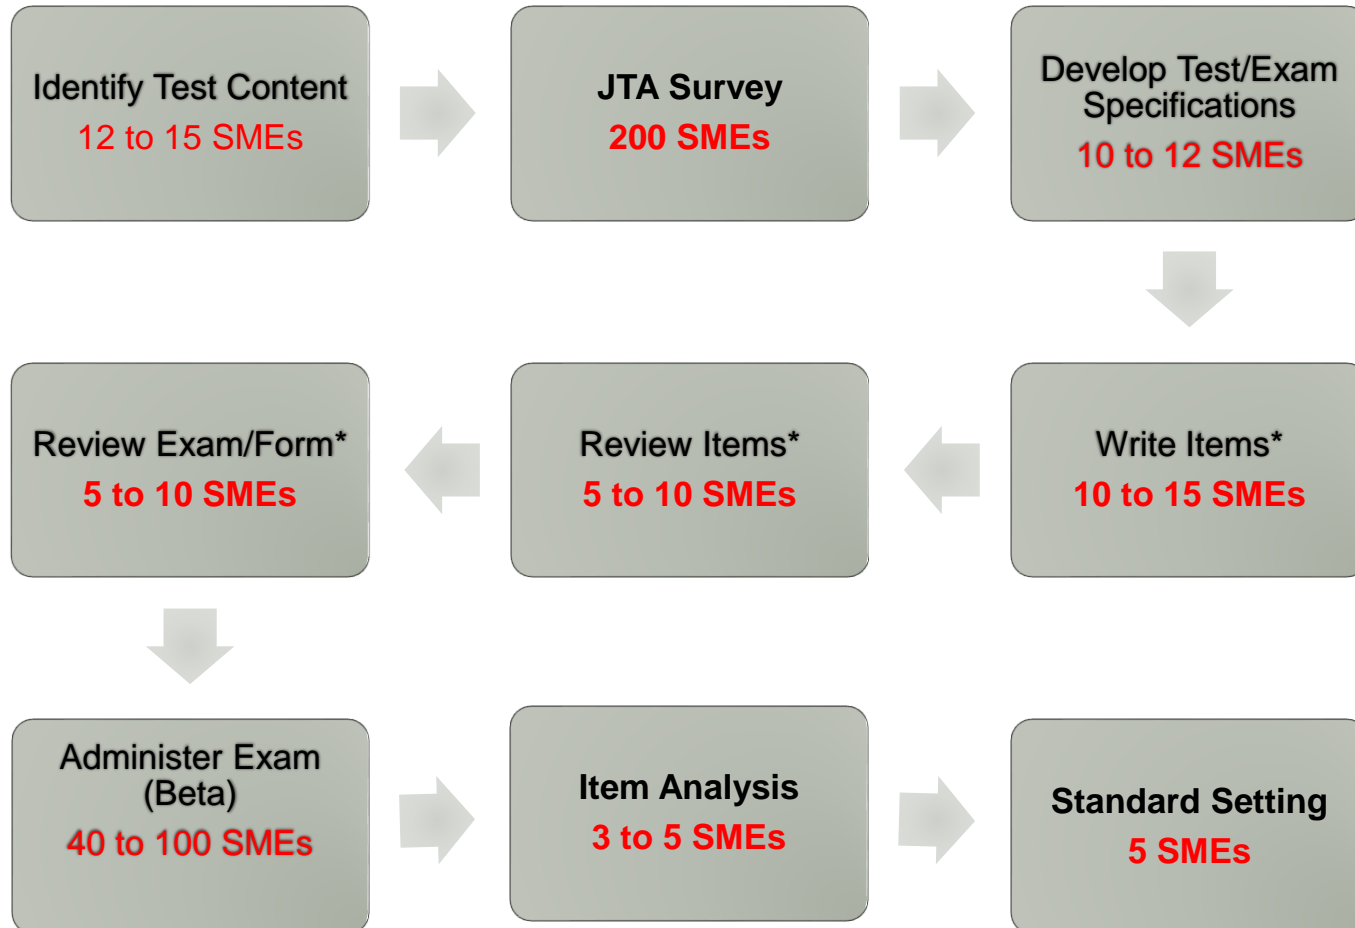 Identify Test Content
12 to 15 SMEs
JTA Survey
200 SMEs
Develop Test/Exam
Specifications
10 to 12 SMEs
Write Items*
10 to 15 SMEs
Review Items*
5 to 10 SMEs
Review Exam/Form*
5 to 10 SMEs
Administer Exam
(Beta)
40 to 100 SMEs
Item Analysis
3 to 5 SMEs
Standard Setting
5 SMEs